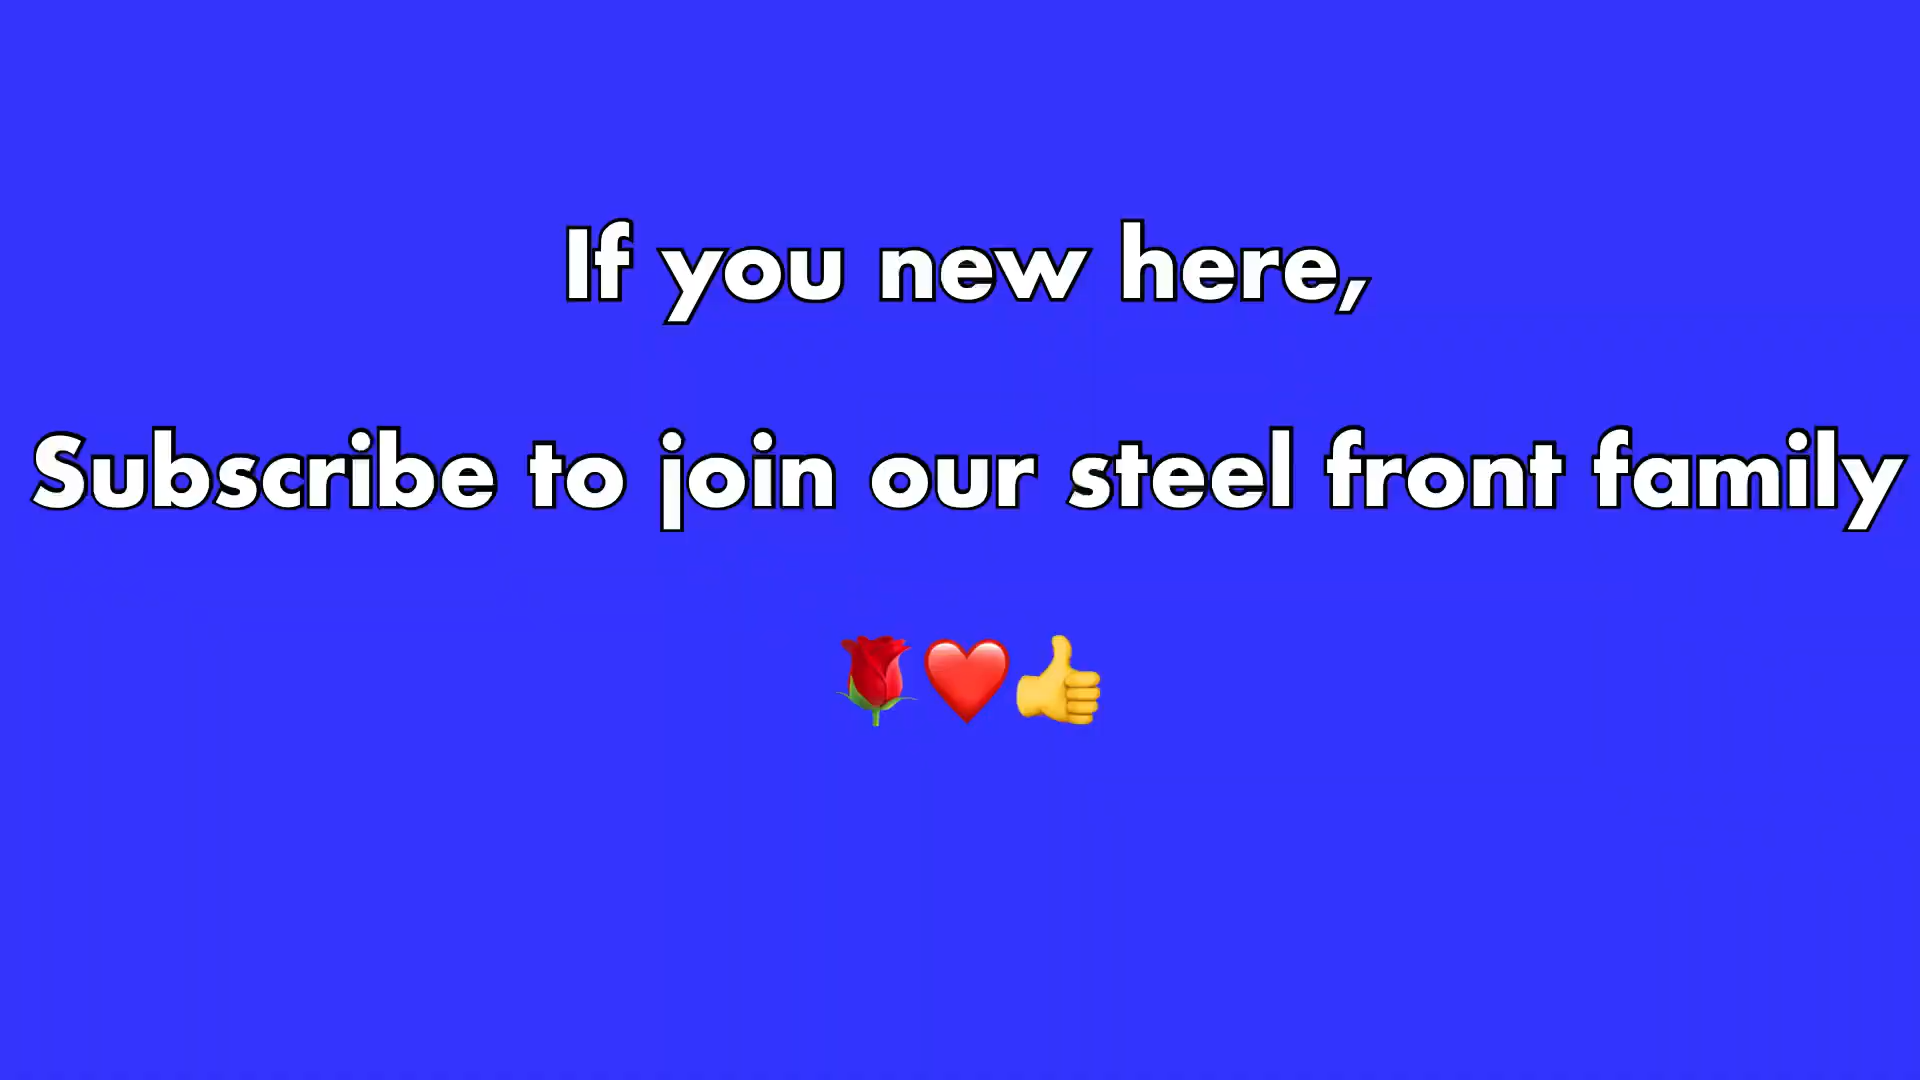 If you new here,
Subscribe to join our steel front family
🌹❤️👍